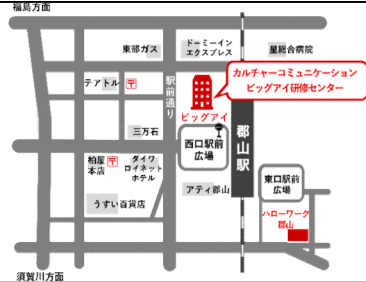 福島方面
東部ガス
ドーミーイン
エクスプレス
星総合病院
カルチャーコミュニケーション
ビッグアイ研修センター
テアトル
駅前通り
ビッグアイ
三万石
西口駅前
広場
郡山駅
柏屋
本店
ダイワ
ロイネット
ホテル
東口駅前
広場
アティ郡山
うすい百貨店
ハローワーク
郡山
須賀川方面